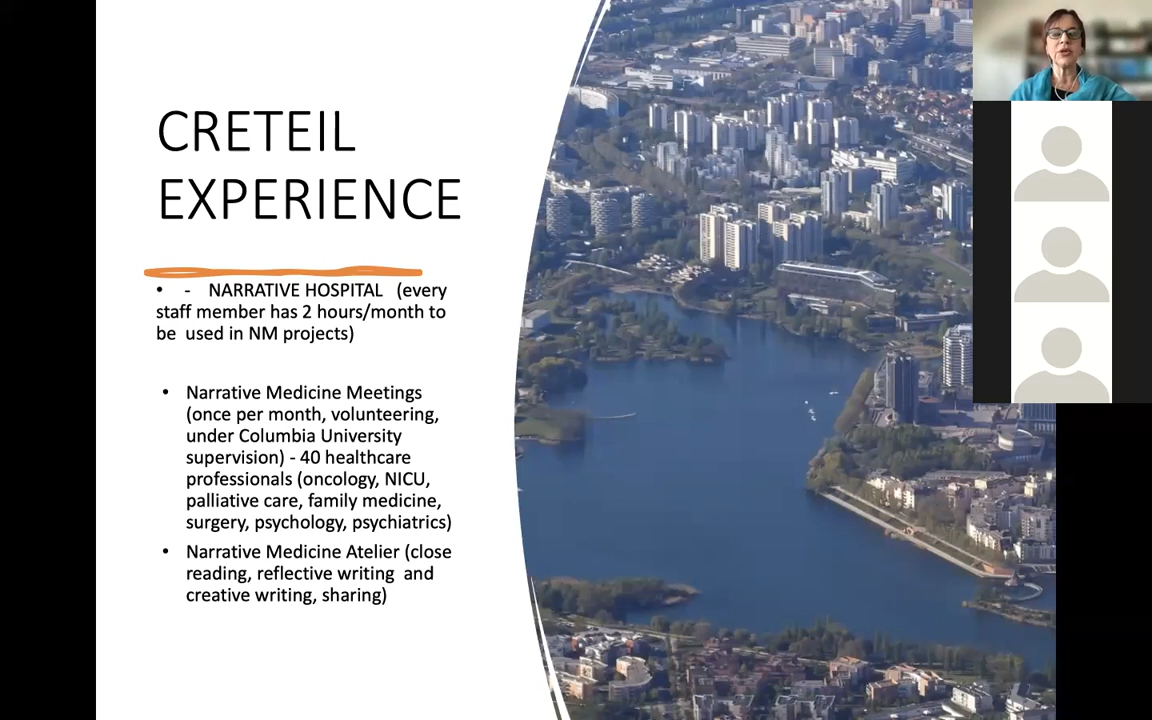 CRETEIL
EXPERIENCE
• - NARRATIVE HOSPITAL (every
staff member has 2 hours/month to
be used in NM projects)
• Narrative Medicine Meetings
(once per month, volunteering,
under Columbia University
supervision) - 40 healthcare
professionals (oncology, NICU,
palliative care, family medicine,
surgery, psychology, psychiatrics)
• Narrative Medicine Atelier (close
reading, reflective writing and
creative writing, sharing)